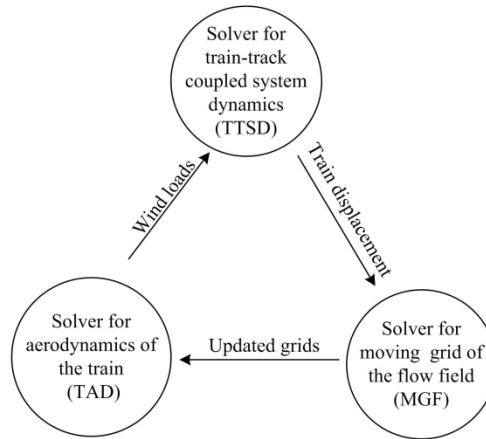 Solver for
train-track
coupled system
dynamics
(TTSD)
Wind loads
Train displacement
Solver for
aerodynamics of
the train
(TAD)
Updated grids
Solver for
moving grid of
the flow field
(MGF)